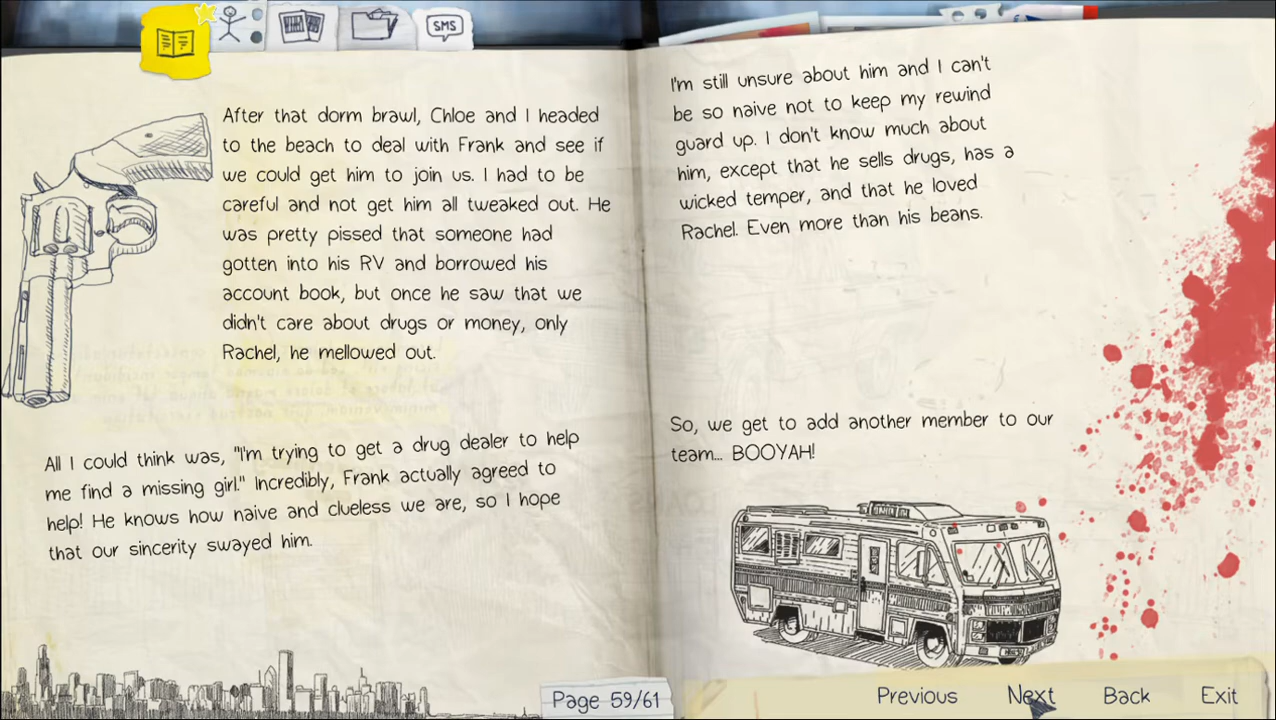 SMS
After that dorm brawl, Chloe and I headed
to the beach to deal with Frank and see if
we could get him to join us. I had to be
careful and not get him all tweaked out. He
was pretty pissed that someone had
gotten into his RV and borrowed his
account book, but once he saw that we
didn't care about drugs or money, only
Rachel, he mellowed out.
All I could think was, "I'm trying to get a drug dealer to help
me find a missing girl." Incredibly, Frank actually agreed to
help! He knows how naive and clueless we are, so I hope
that our sincerity swayed him.
I'm still unsure about him and I can't
be so naive not to keep my rewind
guard up. I don't know much about
him, except that he sells drugs, has a
wicked temper, and that he loved
Rachel. Even more than his beans.
So, we get to add another member to our
team... BOOYAH!
Page 59/61
Previous Next Back Exit